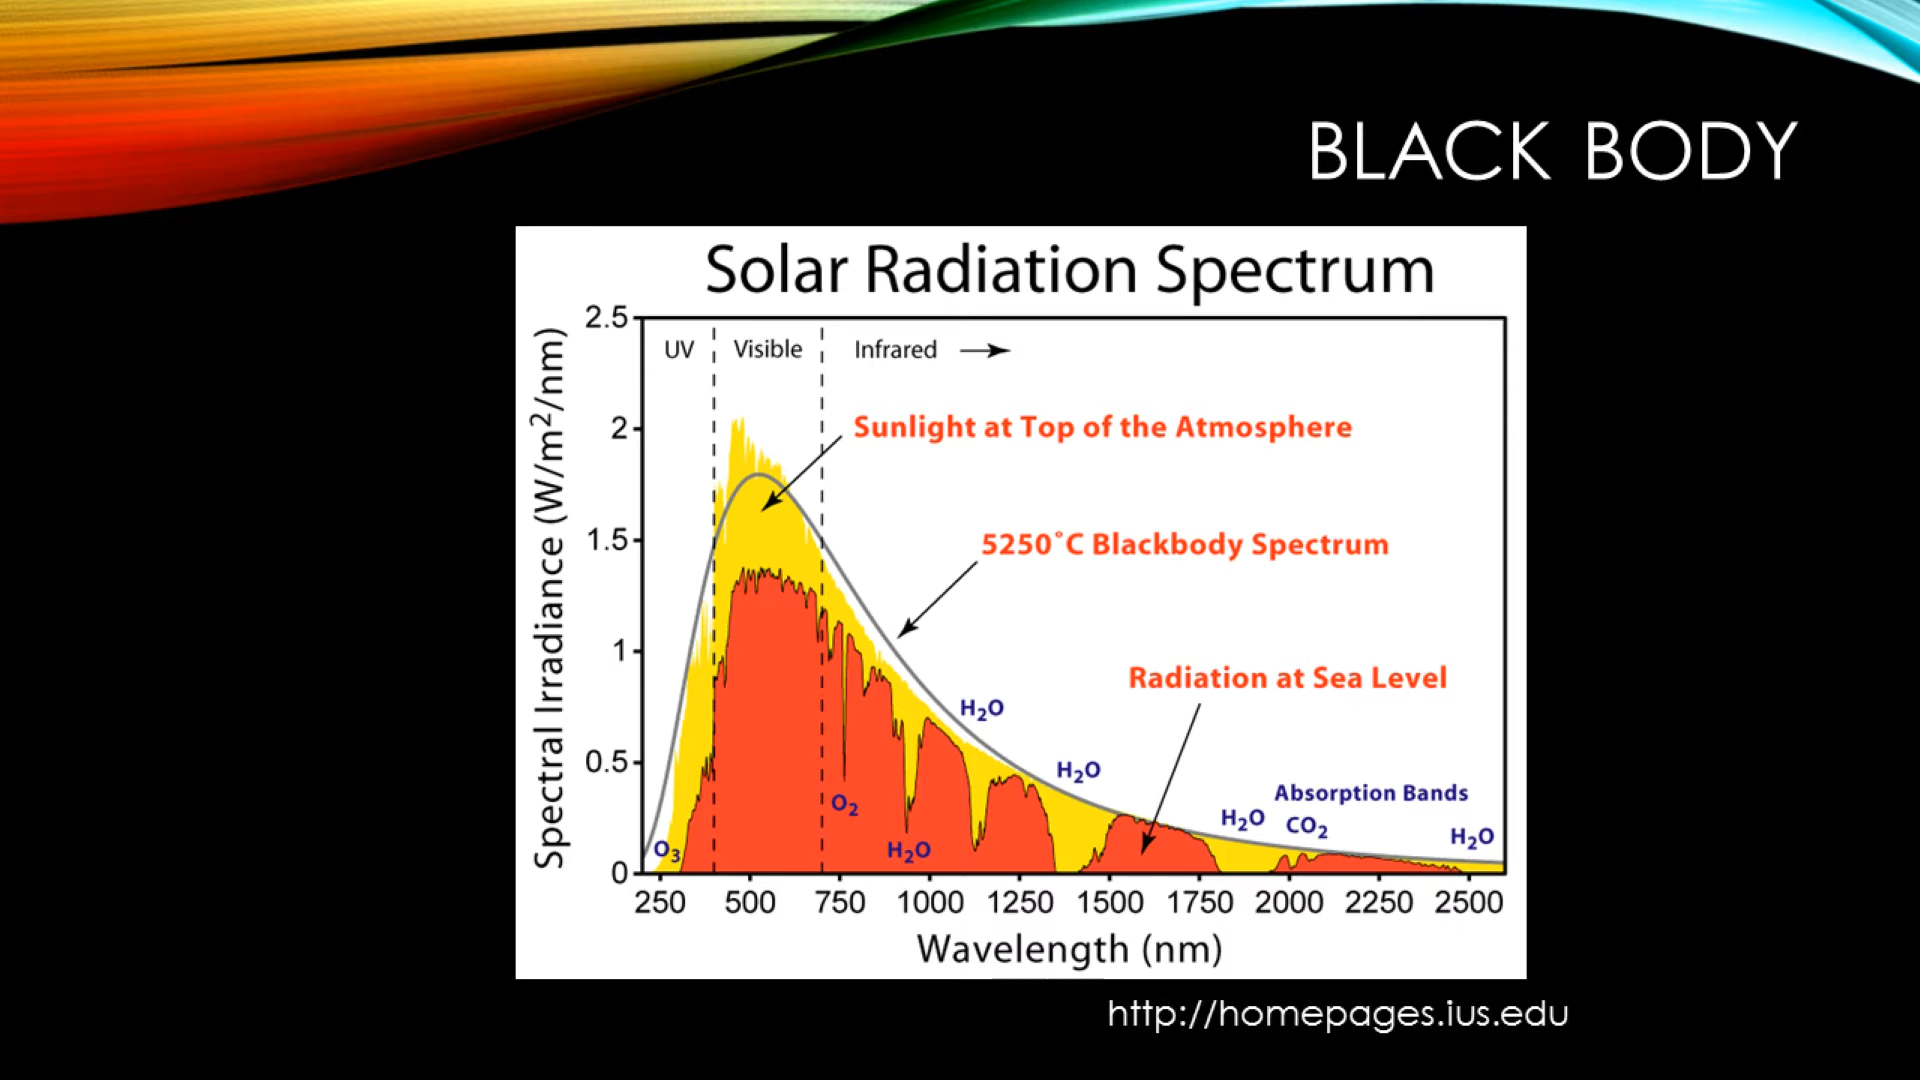 BLACK BODY
Solar Radiation Spectrum
Spectral Irradiance (W/m²/nm)
2.5
2
1.5
1
0.5
0
UV
Visible
Infrared
Sunlight at Top of the Atmosphere
5250°C Blackbody Spectrum
Radiation at Sea Level
H₂O
H₂O
Absorption Bands
H₂O
CO₂
H₂O
O₂
O₃
H₂O
250 500 750 1000 1250 1500 1750 2000 2250 2500
Wavelength (nm)
http://homepages.ius.edu